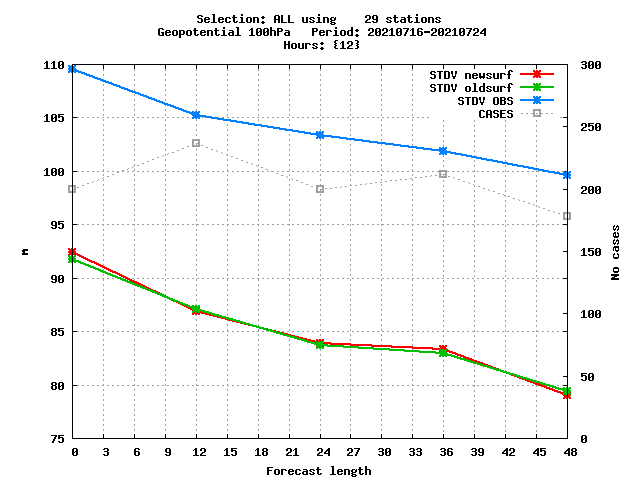 Selection: ALL using    29 stations
Geopotential 100hPa   Period: 20210716-20210724
Hours: {12}
110
105
100
95
90
85
80
75
m
STDV newsurf
STDV oldsurf
STDV OBS
CASES
300
250
200
150
100
50
0
No cases
0 3 6 9 12 15 18 21 24 27 30 33 36 39 42 45 48
Forecast length